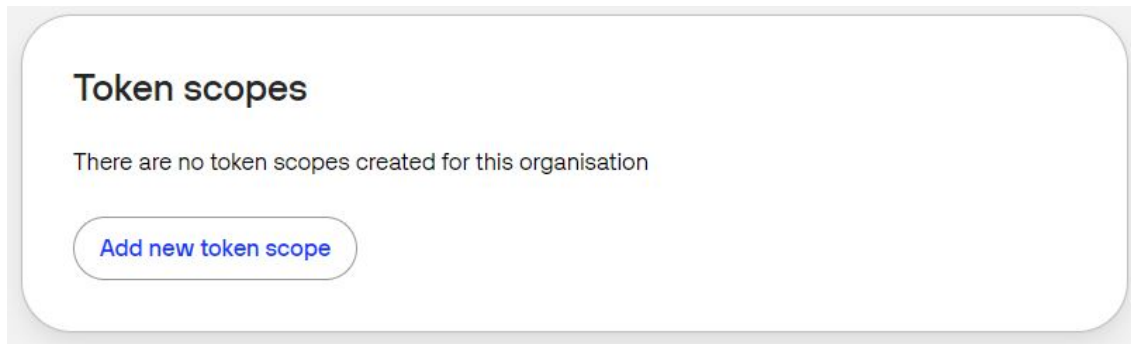 Token scopes
There are no token scopes created for this organisation
Add new token scope